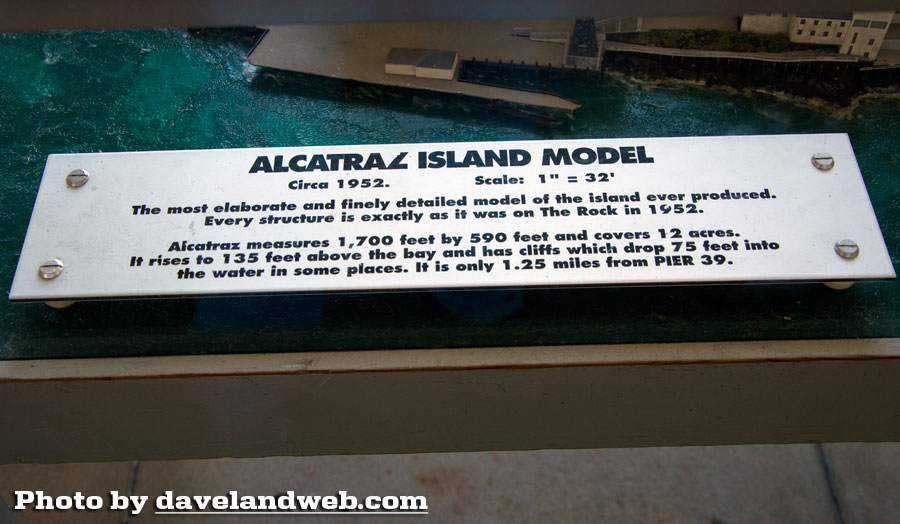 ALCATRAZ ISLAND MODEL
Circa 1952. Scale: 1" = 32'
The most elaborate and finely detailed model of the island ever produced.
Every structure is exactly as it was on The Rock in 1952.
Alcatraz measures 1,700 feet by 590 feet and covers 12 acres.
It rises to 135 feet above the bay and has cliffs which drop 75 feet into
the water in some places. It is only 1.25 miles from PIER 39.
Photo by davelandweb.com